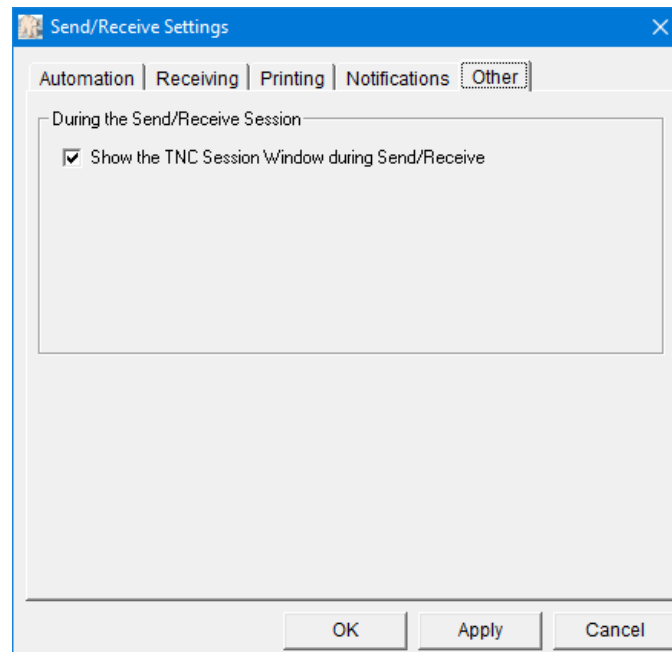 Send/Receive Settings
Automation Receiving Printing Notifications Other
During the Send/Receive Session
Show the TNC Session Window during Send/Receive
OK Apply Cancel